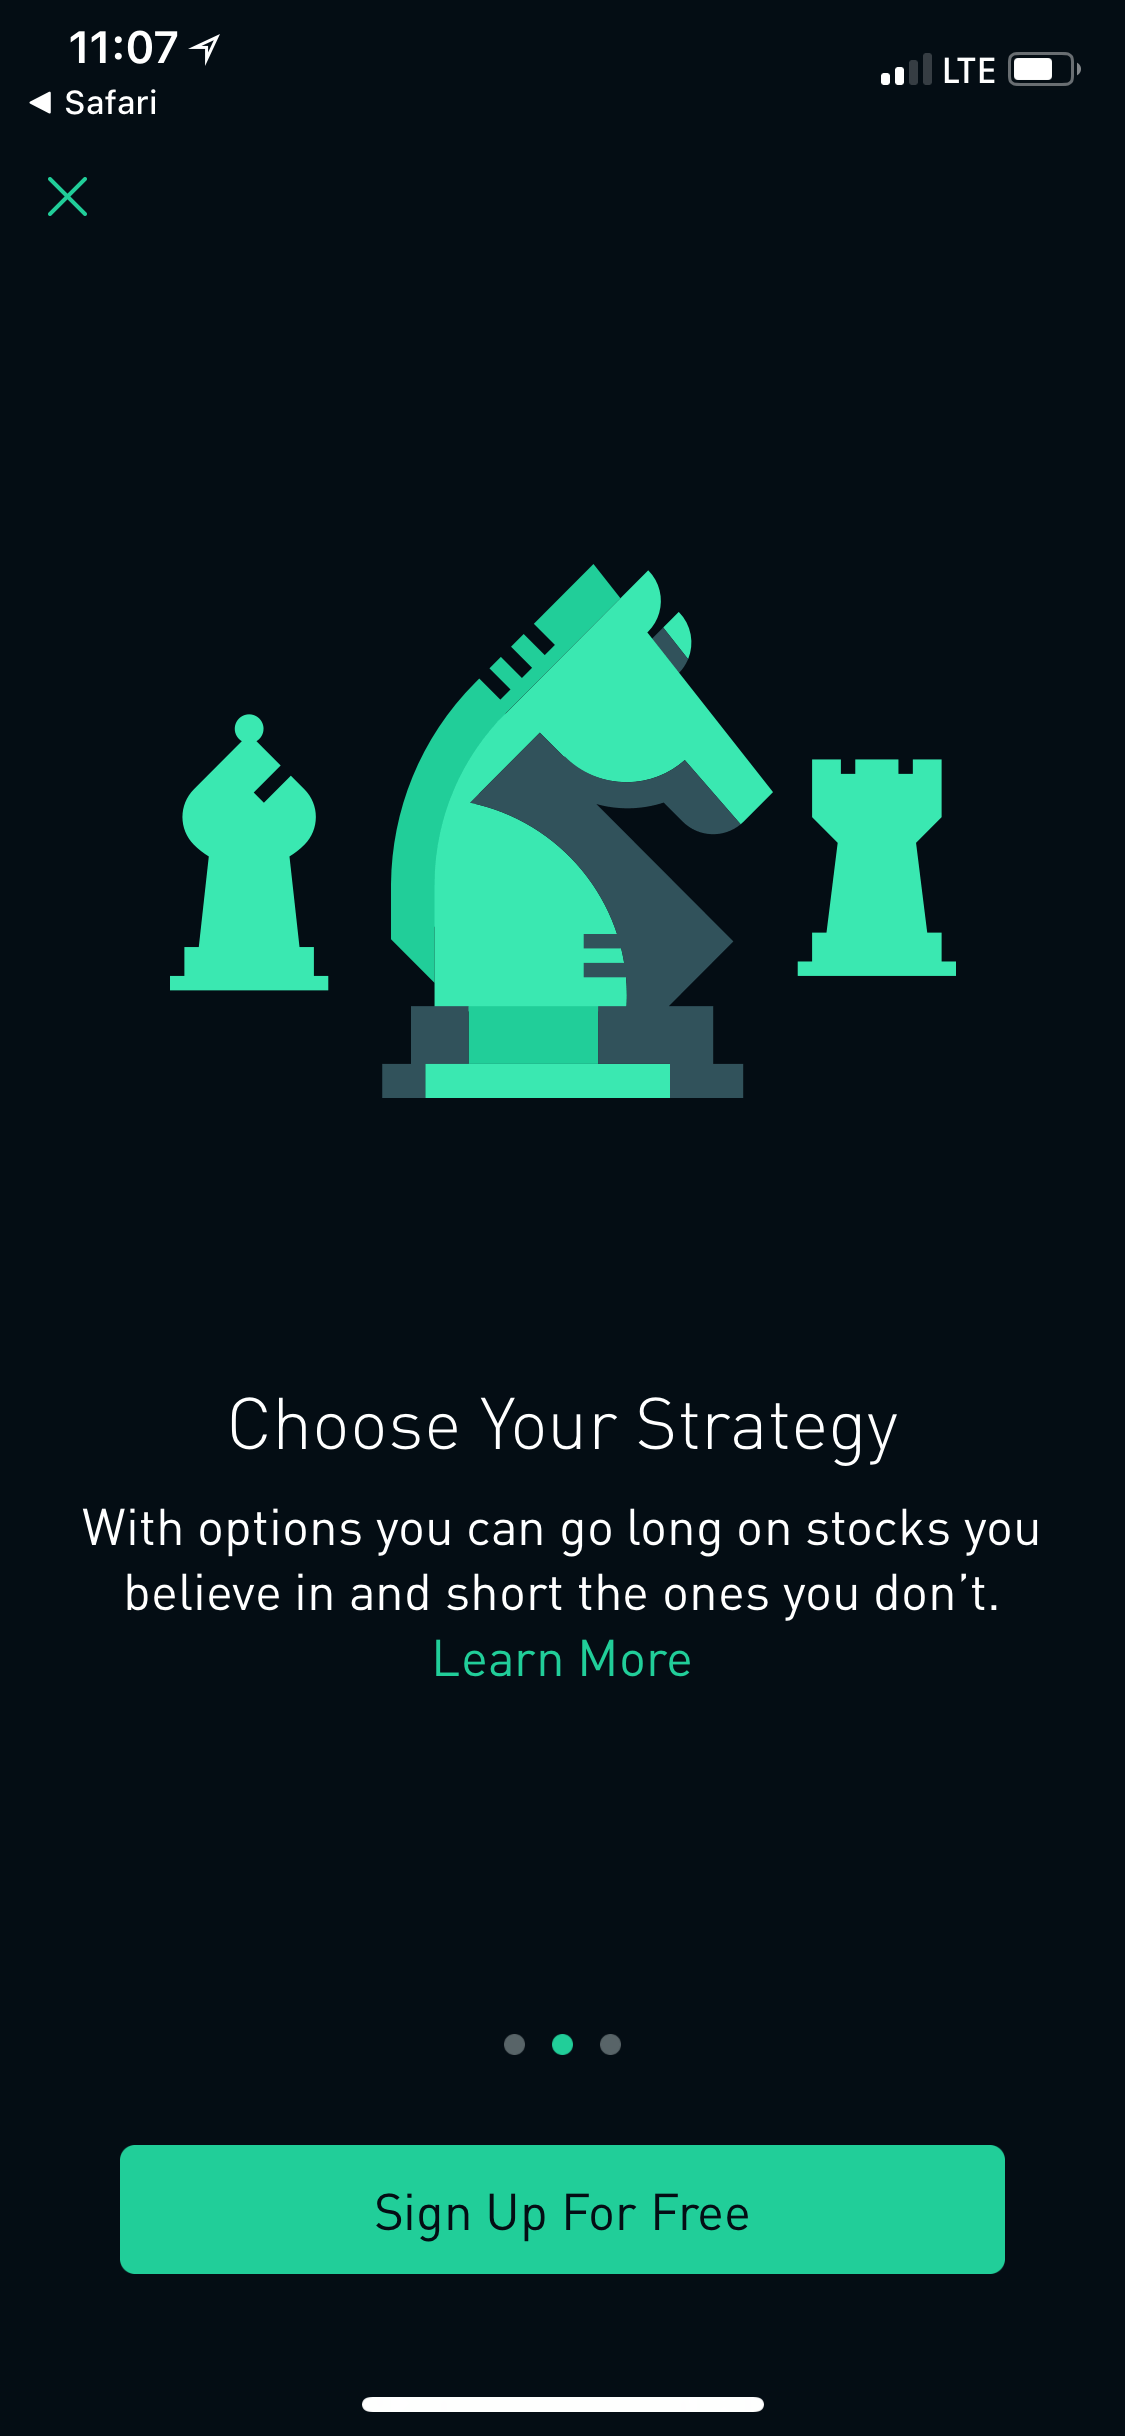 11:07
LTE
Safari
Choose Your Strategy
With options you can go long on stocks you
believe in and short the ones you don’t.
Learn More
Sign Up For Free